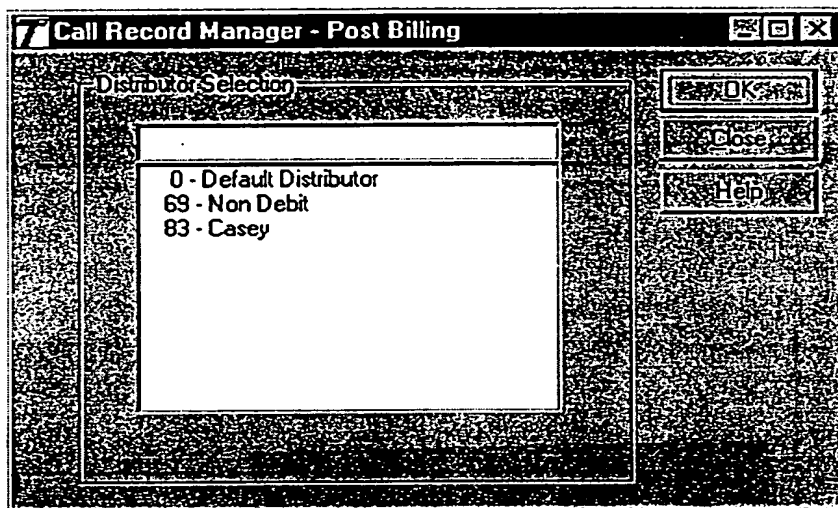 Call Record Manager - Post Billing
Distributor Selection
0 - Default Distributor
69 - Non Debit
83 - Casey
OK
Close
Help